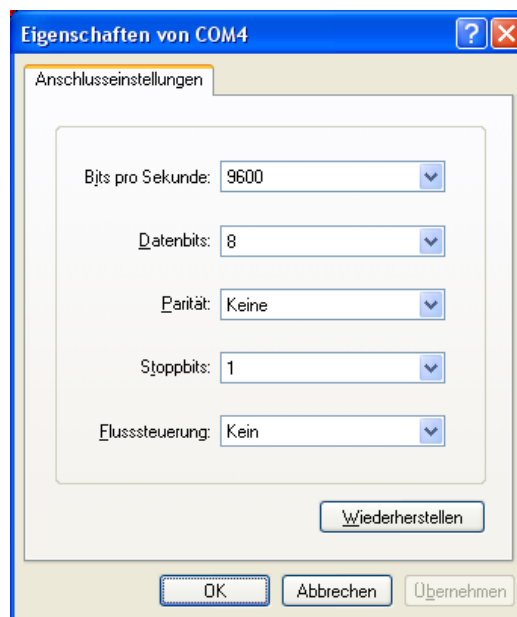 Eigenschaften von COM4
Anschlusseinstellungen
Bits pro Sekunde: 9600
Datenbits: 8
Parität: Keine
Stoppbits: 1
Flusssteuerung: Kein
Wiederherstellen
OK Abbrechen Übernehmen